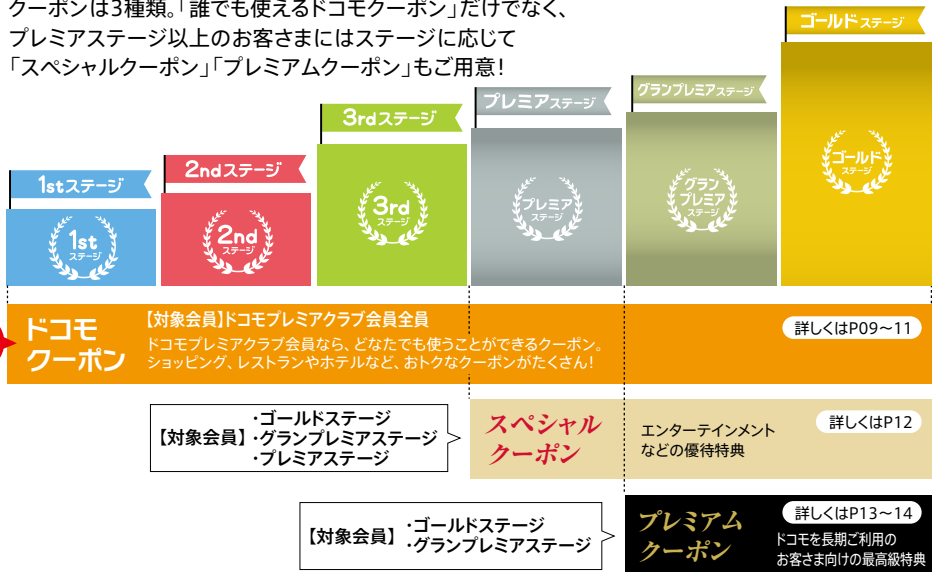 クーポンは3種類。「誰でも使えるドコモクーポン」だけでなく、
プレミアステージ以上のお客さまにはステージに応じて
「スペシャルクーポン」「プレミアムクーポン」もご用意!
1stステージ
2ndステージ
3rdステージ
プレミアステージ
グランプレミアステージ
ゴールドステージ
1st
ステージ
2nd
ステージ
3rd
ステージ
プレミア
ステージ
グラン
プレミア
ステージ
ゴールド
ステージ
ドコモ
クーポン
【対象会員】ドコモプレミアクラブ会員全員
ドコモプレミアクラブ会員なら、どなたでも使うことができるクーポン。
ショッピング、レストランやホテルなど、おトクなクーポンがたくさん!
詳しくはP09〜11
【対象会員】
・ゴールドステージ
・グランプレミアステージ
・プレミアステージ
スペシャル
クーポン
エンターテインメント
などの優待特典
詳しくはP12
【対象会員】
・ゴールドステージ
・グランプレミアステージ
プレミアム
クーポン
詳しくはP13〜14
ドコモを長期ご利用の
お客さま向けの最高級特典